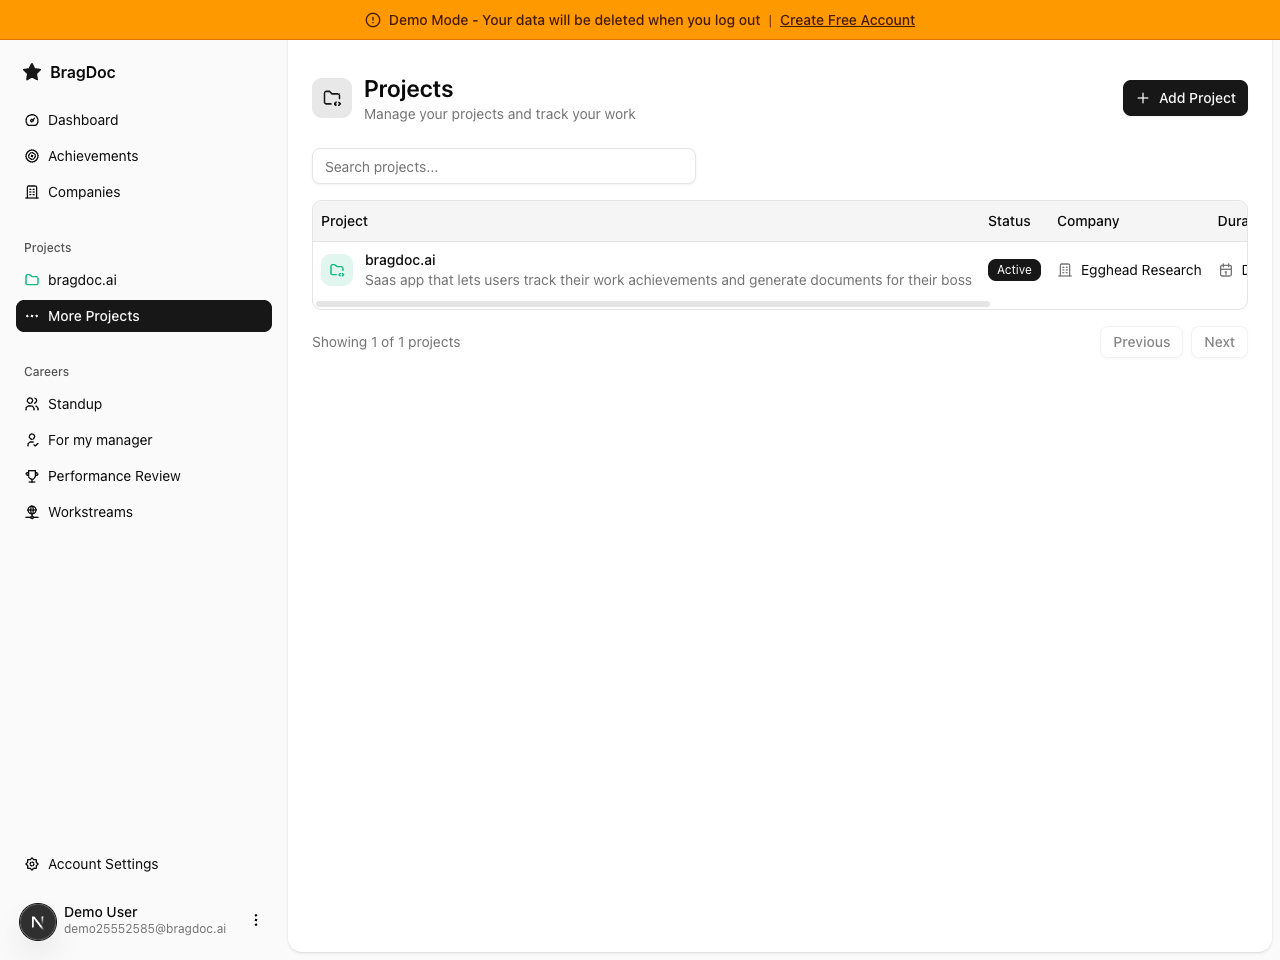 Demo Mode - Your data will be deleted when you log out | Create Free Account
BragDoc
Dashboard
Achievements
Companies
Projects
bragdoc.ai
More Projects
Careers
Standup
For my manager
Performance Review
Workstreams
Account Settings
N
Demo User
demo25552585@bragdoc.ai
Projects
Manage your projects and track your work
Add Project
Search projects...
Project Status Company Dura
bragdoc.ai
Saas app that lets users track their work achievements and generate documents for their boss
Active
Egghead Research
Showing 1 of 1 projects
Previous
Next